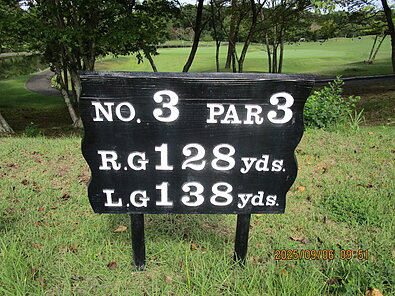 NO. 3 PAR 3
R.G 128 yds.
L.G 138 yds.
2025/09/06 09:51